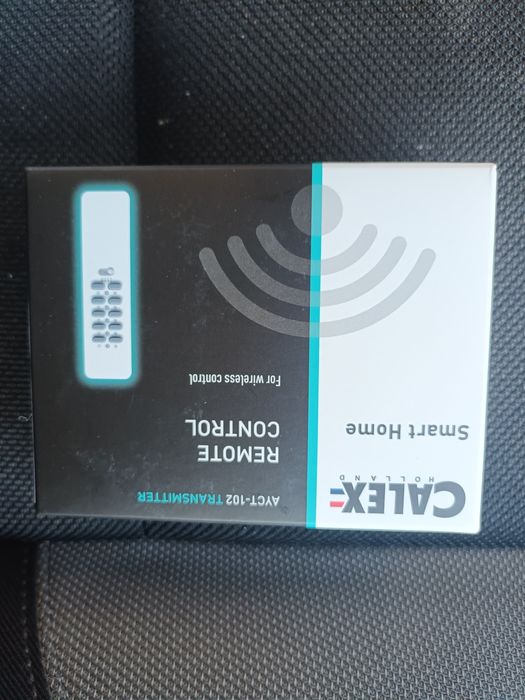 CALEX
HOLLAND
Smart Home
AYCT-102 TRANSMITTER
REMOTE
CONTROL
For wireless control